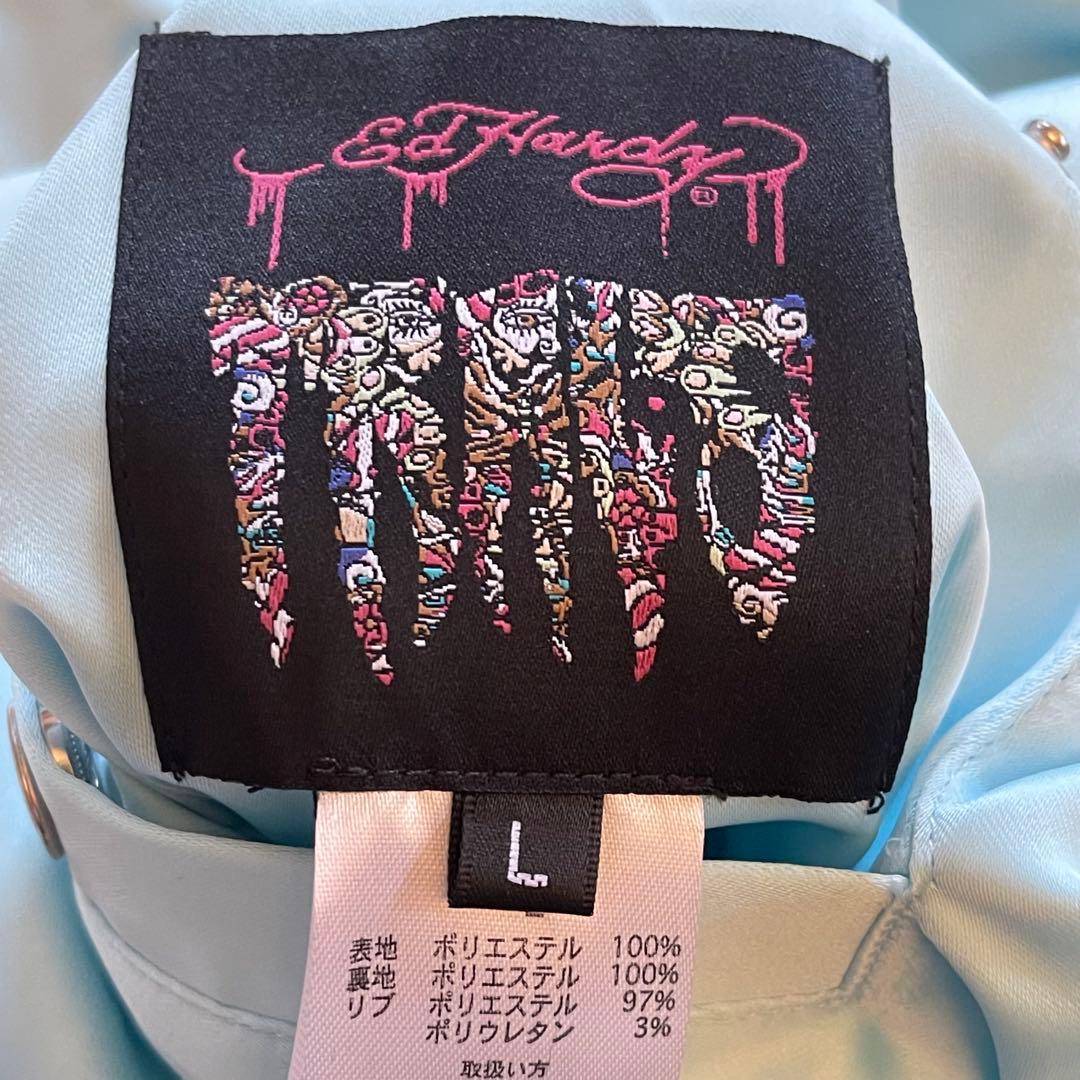 Ed Hardy ®
L
表地 ポリエステル 100%
裏地 ポリエステル 100%
リブ ポリエステル 97%
ポリウレタン 3%
取扱い方